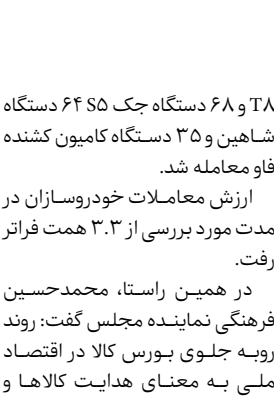 T۸ و ۶۸ دستگاه جک S۵ ۶۴ دستگاه
شاهین و ۳۵ دستگاه کامیون کشنده
فاو معامله شد.
ارزش معاملات خودروسازان در
مدت مورد بررسی از ۳.۳ همت فراتر
رفت.
در همین راستا، محمدحسین
فرهنگی نماینده مجلس گفت: روند
روبه جلوی بورس کالا در اقتصاد
ملی به معنای هدایت کالاها و